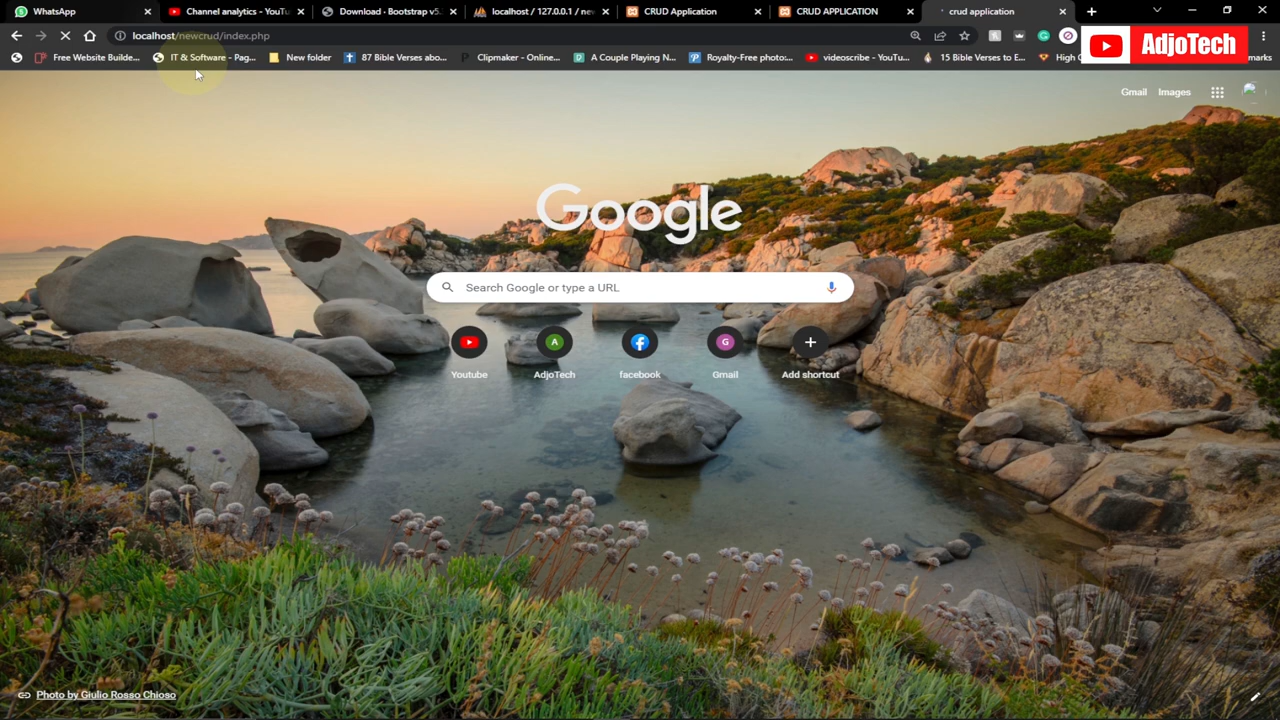 WhatsApp
Channel analytics - YouTu
Download · Bootstrap v5.
localhost / 127.0.0.1 / ne
CRUD Application
CRUD APPLICATION
crud application
localhost/newcrud/index.php
AdjoTech
Free Website Builde...
IT & Software - Pag...
New folder
87 Bible Verses abo...
Clipmaker - Online...
A Couple Playing N...
Royalty-Free photo:...
videoscribe - YouTu...
15 Bible Verses to E...
High
marks
Gmail
Images
Google
Search Google or type a URL
A
G
Youtube
AdjoTech
facebook
Gmail
Add shortcut
Photo by Giulio Rosso Chioso